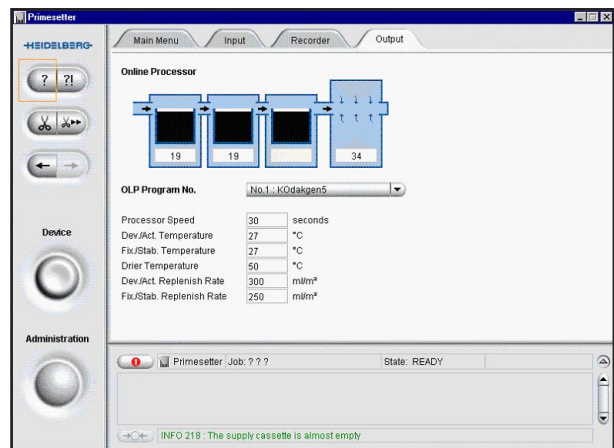 Primesetter
-HEIDELBERG-
Main Menu Input Recorder Output
? ?!
Online Processor
19 19 34
OLP Program No. No.1 : KOdakgen5
Processor Speed 30 seconds
Dev./Act. Temperature 27 °C
Fix./Stab. Temperature 27 °C
Drier Temperature 50 °C
Dev./Act. Replenish Rate 300 ml/m²
Fix./Stab. Replenish Rate 250 ml/m²
Device
Administration
Primesetter Job: ? ? ? State: READY
INFO 218 : The supply cassette is almost empty